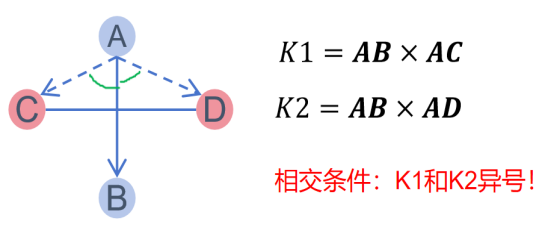 A
C
D
B
K1 = AB × AC
K2 = AB × AD
相交条件：K1和K2异号！